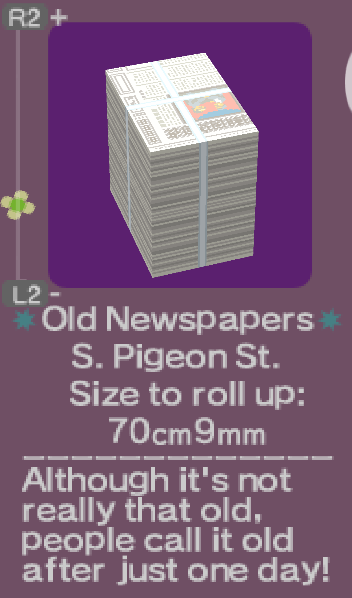 R2 +
L2 -
Old Newspapers
S. Pigeon St.
Size to roll up:
70cm9mm
Although it's not
really that old,
people call it old
after just one day!